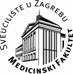 SVEUČILIŠTE U ZAGREBU
MEDICINSKI FAKULTET